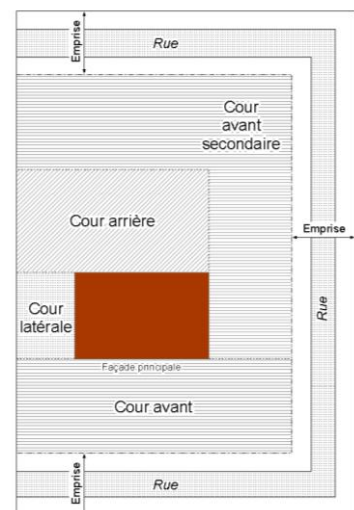 Emprise
Rue
Cour
avant
secondaire
Cour arrière
Emprise
Rue
Cour
latérale
Façade principale
Cour avant
Emprise
Rue